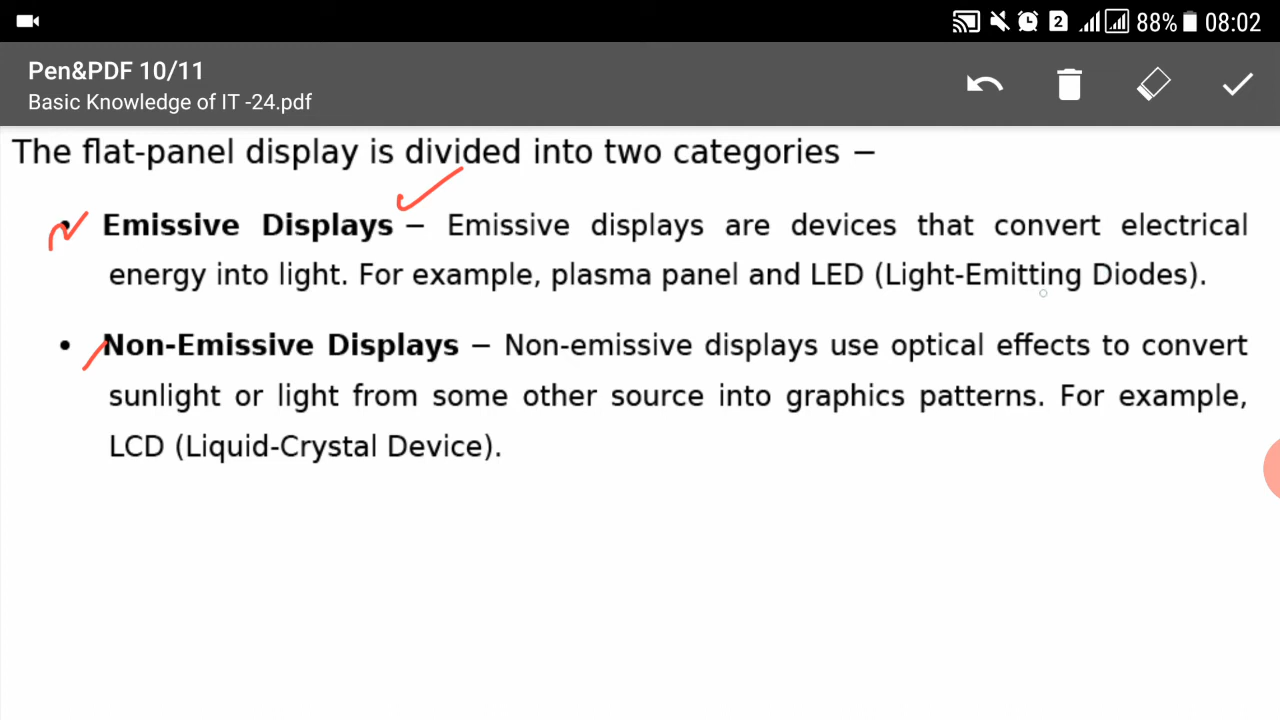 2 88% 08:02
Pen&PDF 10/11
Basic Knowledge of IT -24.pdf
The flat-panel display is divided into two categories −
• Emissive Displays − Emissive displays are devices that convert electrical
energy into light. For example, plasma panel and LED (Light-Emitting Diodes).
• Non-Emissive Displays − Non-emissive displays use optical effects to convert
sunlight or light from some other source into graphics patterns. For example,
LCD (Liquid-Crystal Device).